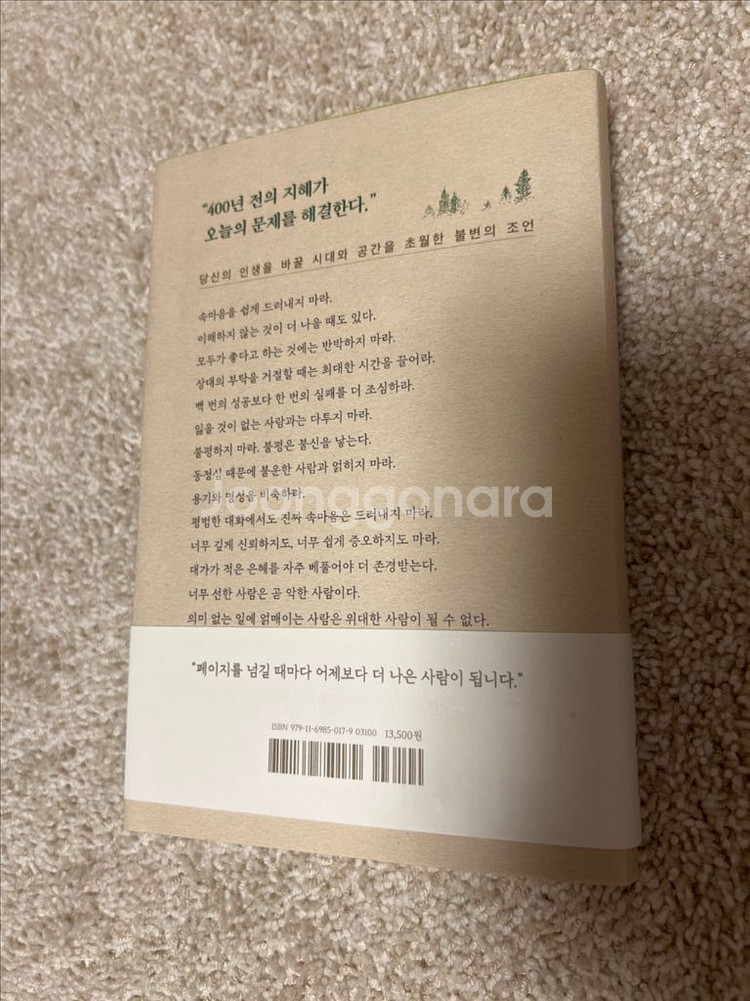 “400년 전의 지혜가
오늘의 문제를 해결한다.”
당신의 인생을 바꿀 시대와 공간을 초월한 불변의 조언
속마음을 쉽게 드러내지 마라.
이해하지 않는 것이 더 나을 때도 있다.
모두가 좋다고 하는 것에는 반박하지 마라.
상대의 부탁을 거절할 때는 최대한 시간을 끌어라.
백 번의 성공보다 한 번의 실패를 더 조심하라.
잃을 것이 없는 사람과는 다투지 마라.
불평하지 마라. 불평은 불신을 낳는다.
동정심 때문에 불운한 사람과 얽히지 마라.
용기와 명성을 비축하라.
Joonggonara
평범한 대화에서도 진짜 속마음은 드러내지 마라.
너무 깊게 신뢰하지도, 너무 쉽게 증오하지도 마라.
대가가 적은 은혜를 자주 베풀어야 더 존경받는다.
너무 선한 사람은 곧 악한 사람이다.
의미 없는 일에 얽매이는 사람은 위대한 사람이 될 수 없다.
“페이지를 넘길 때마다 어제보다 더 나은 사람이 됩니다.”
ISBN 979-11-6985-017-9 03100 13,500원